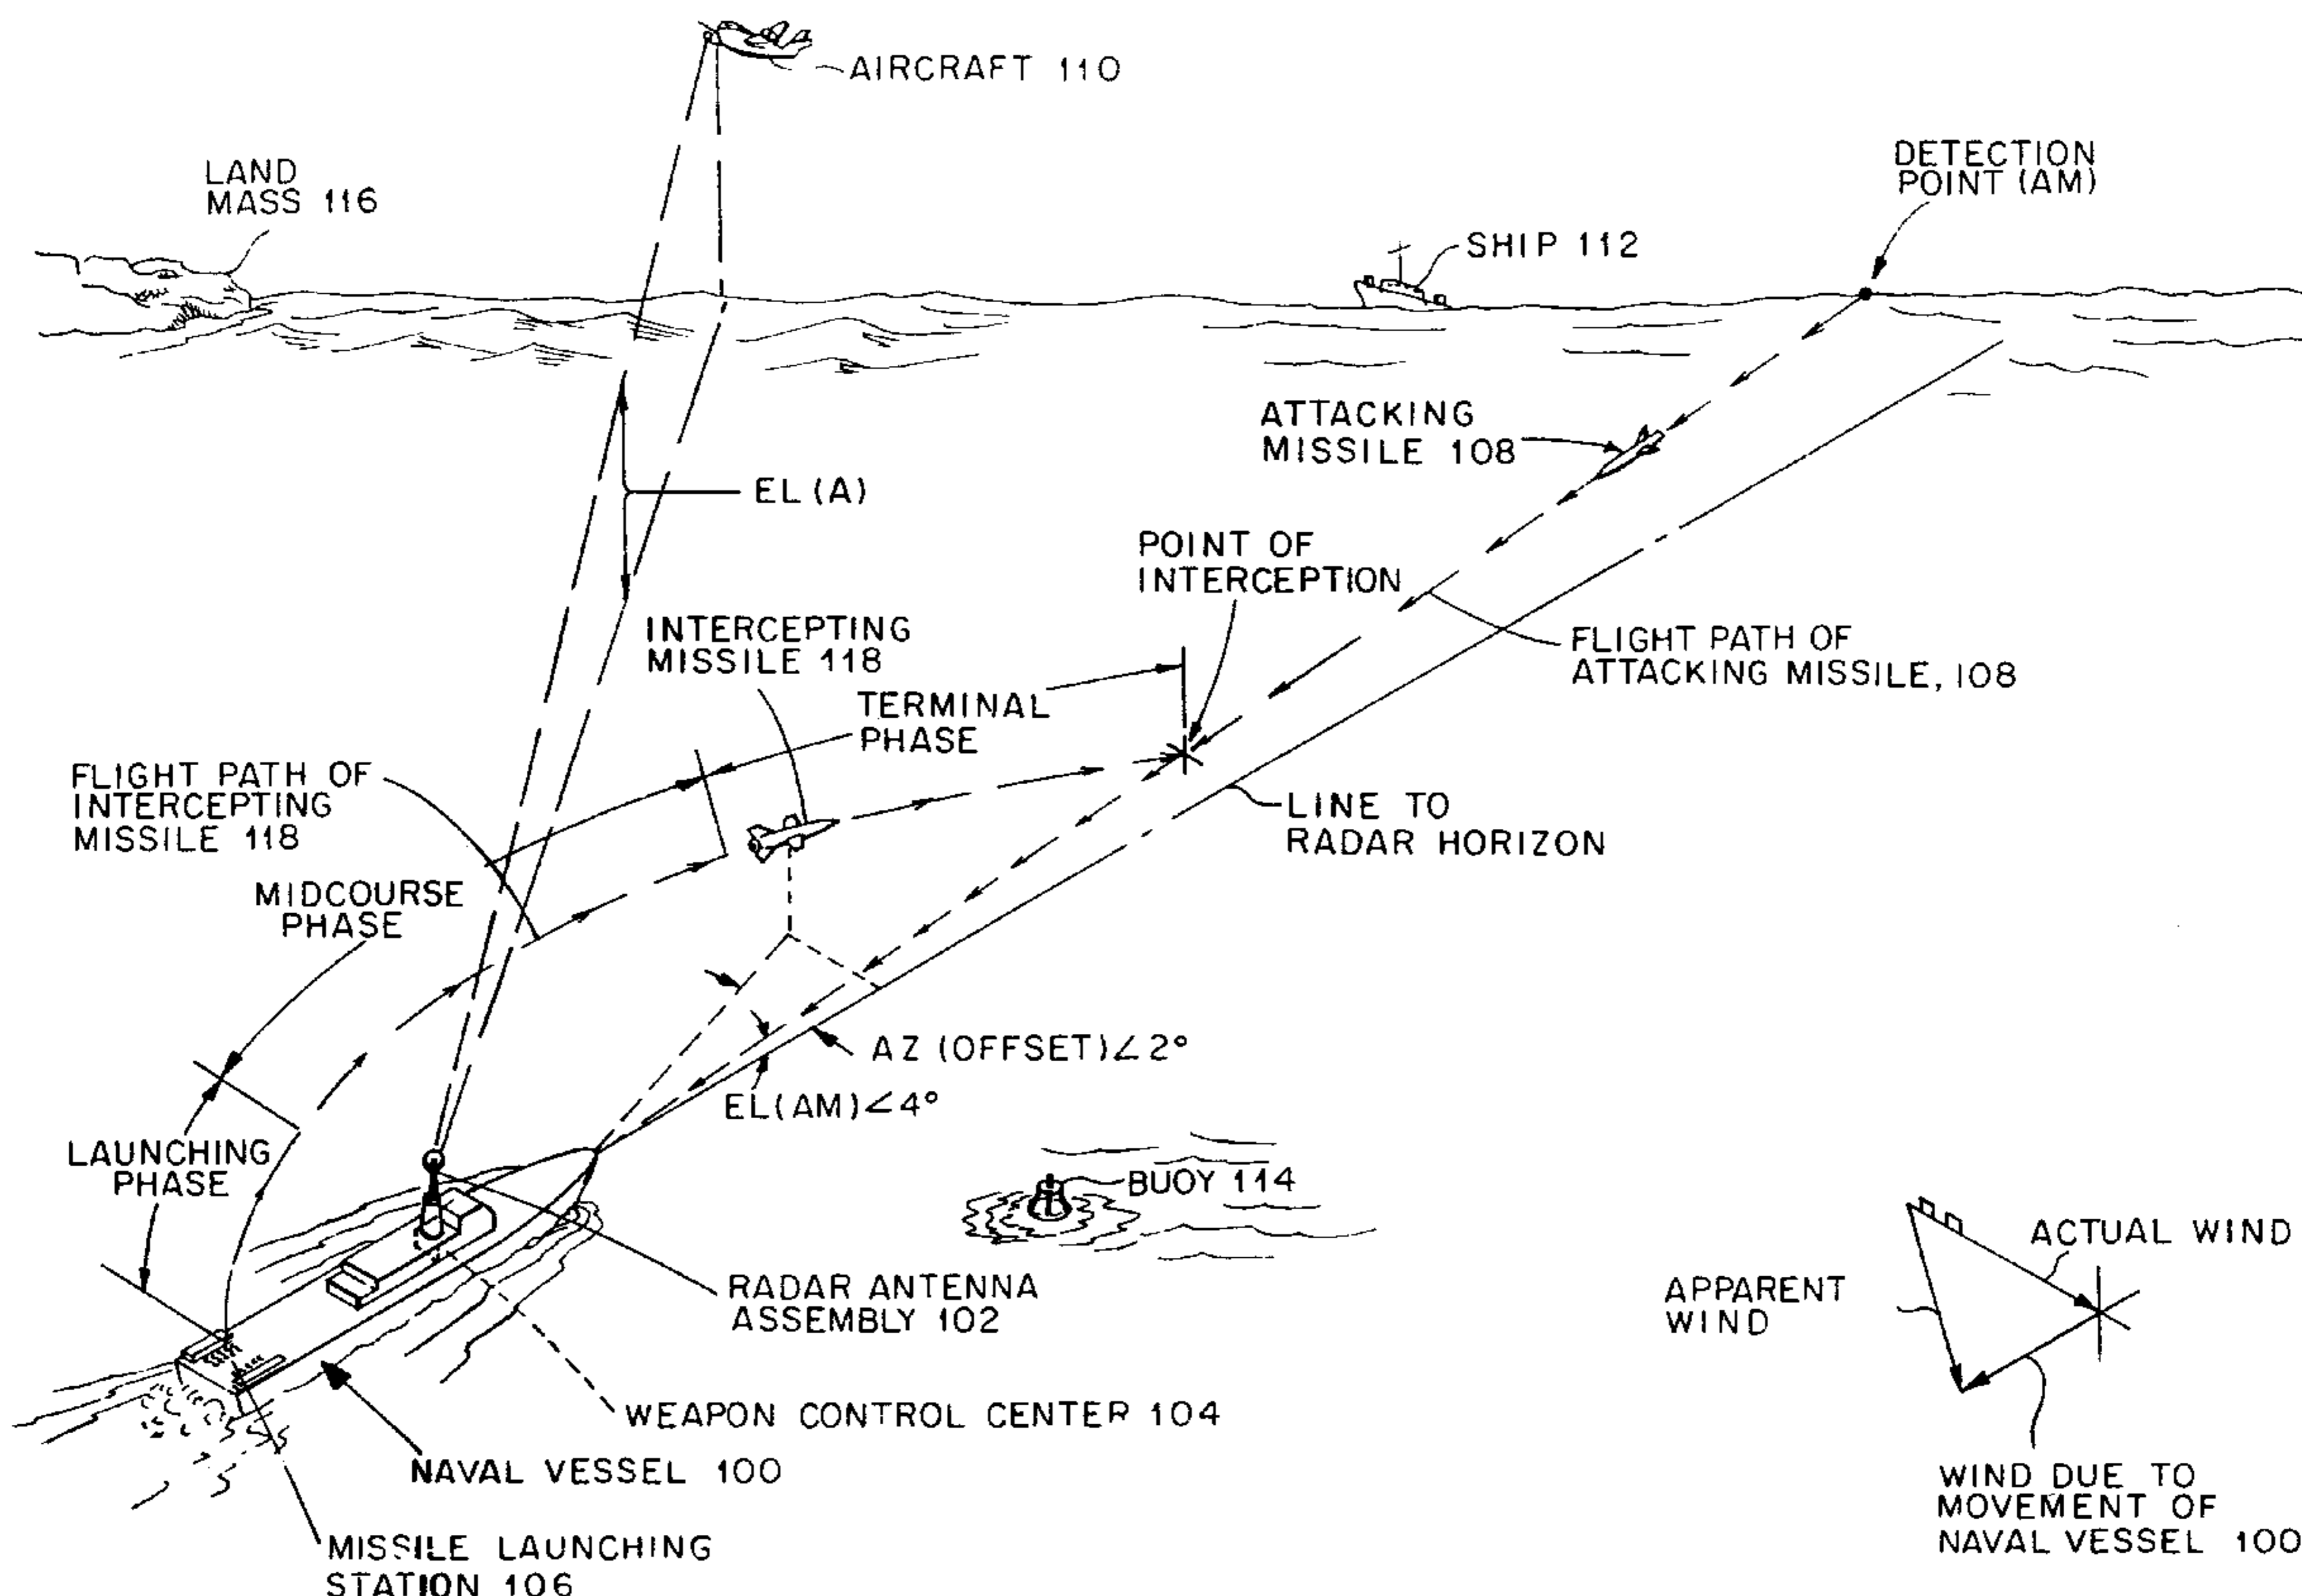 AIRCRAFT 110
LAND
MASS 116
DETECTION
POINT (AM)
SHIP 112
ATTACKING
MISSILE 108
EL (A)
POINT OF
INTERCEPTION
INTERCEPTING
MISSILE 118
FLIGHT PATH OF
ATTACKING MISSILE, 108
TERMINAL
PHASE
FLIGHT PATH OF
INTERCEPTING
MISSILE 118
LINE TO
RADAR HORIZON
MIDCOURSE
PHASE
AZ (OFFSET)∠2°
EL(AM)<4°
LAUNCHING
PHASE
BUOY 114
ACTUAL WIND
RADAR ANTENNA
ASSEMBLY 102
APPARENT
WIND
WEAPON CONTROL CENTER 104
NAVAL VESSEL 100
WIND DUE TO
MOVEMENT OF
NAVAL VESSEL 100
MISSILE LAUNCHING
STATION 106